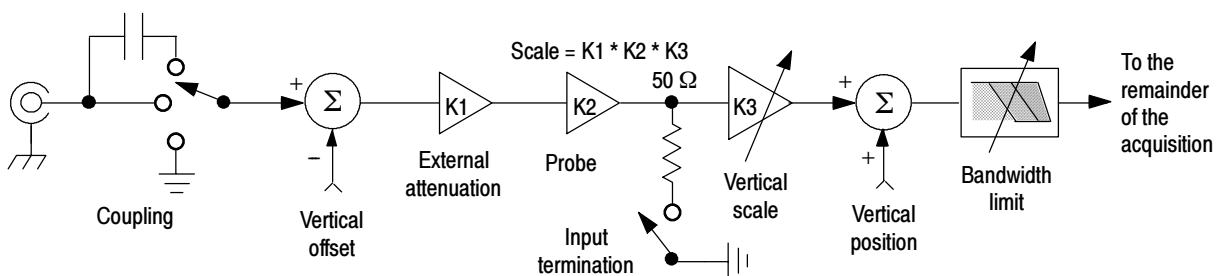 Scale = K1 * K2 * K3
50 Ω
To the
remainder
of the
acquisition
+
Σ
K1
K2
K3
+
Σ
−
+
External
attenuation
Probe
Vertical
scale
Bandwidth
limit
Coupling
Vertical
offset
Input
termination
Vertical
position